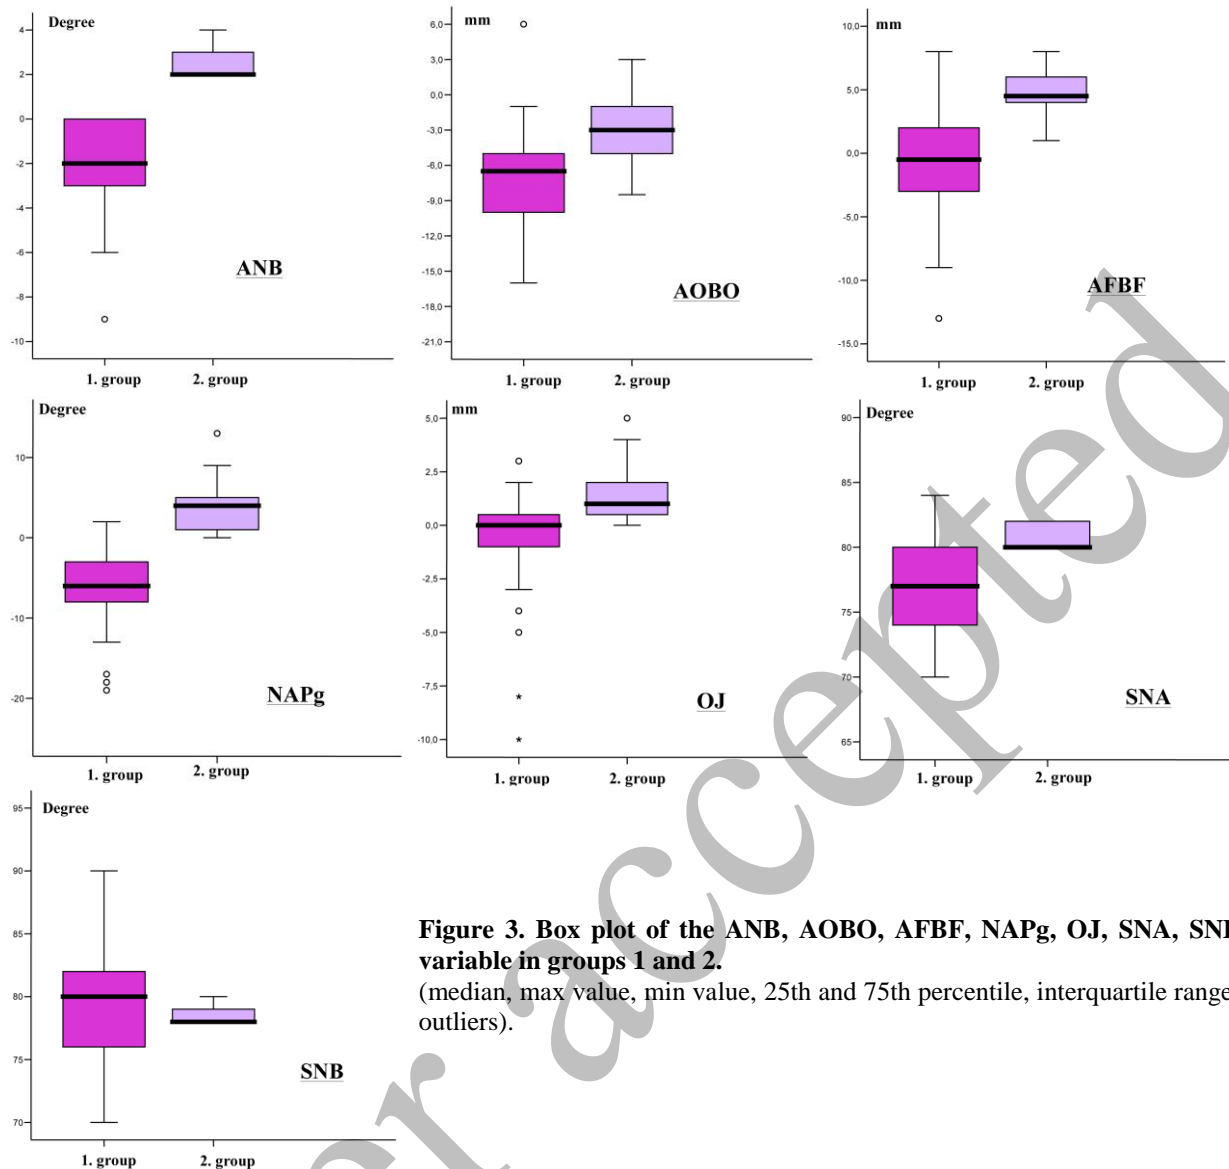 Degree
4
2
0
-2
-4
-6
-8
-10
ANB
1. group 2. group
mm
6,0
3,0
0,0
-3,0
-6,0
-9,0
-12,0
-15,0
-18,0
-21,0
AOBO
1. group 2. group
mm
10,0
5,0
0,0
-5,0
-10,0
-15,0
AFBF
1. group 2. group
Degree
10
0
-10
-20
NAPg
1. group 2. group
mm
5,0
2,5
0,0
-2,5
-5,0
-7,5
-10,0
OJ
1. group 2. group
Degree
90
85
80
75
70
65
SNA
1. group 2. group
Degree
95
90
85
80
75
70
SNB
1. group 2. group
Figure 3. Box plot of the ANB, AOBO, AFBF, NAPg, OJ, SNA, SNB
variable in groups 1 and 2.
(median, max value, min value, 25th and 75th percentile, interquartile range
outliers).
er accepted